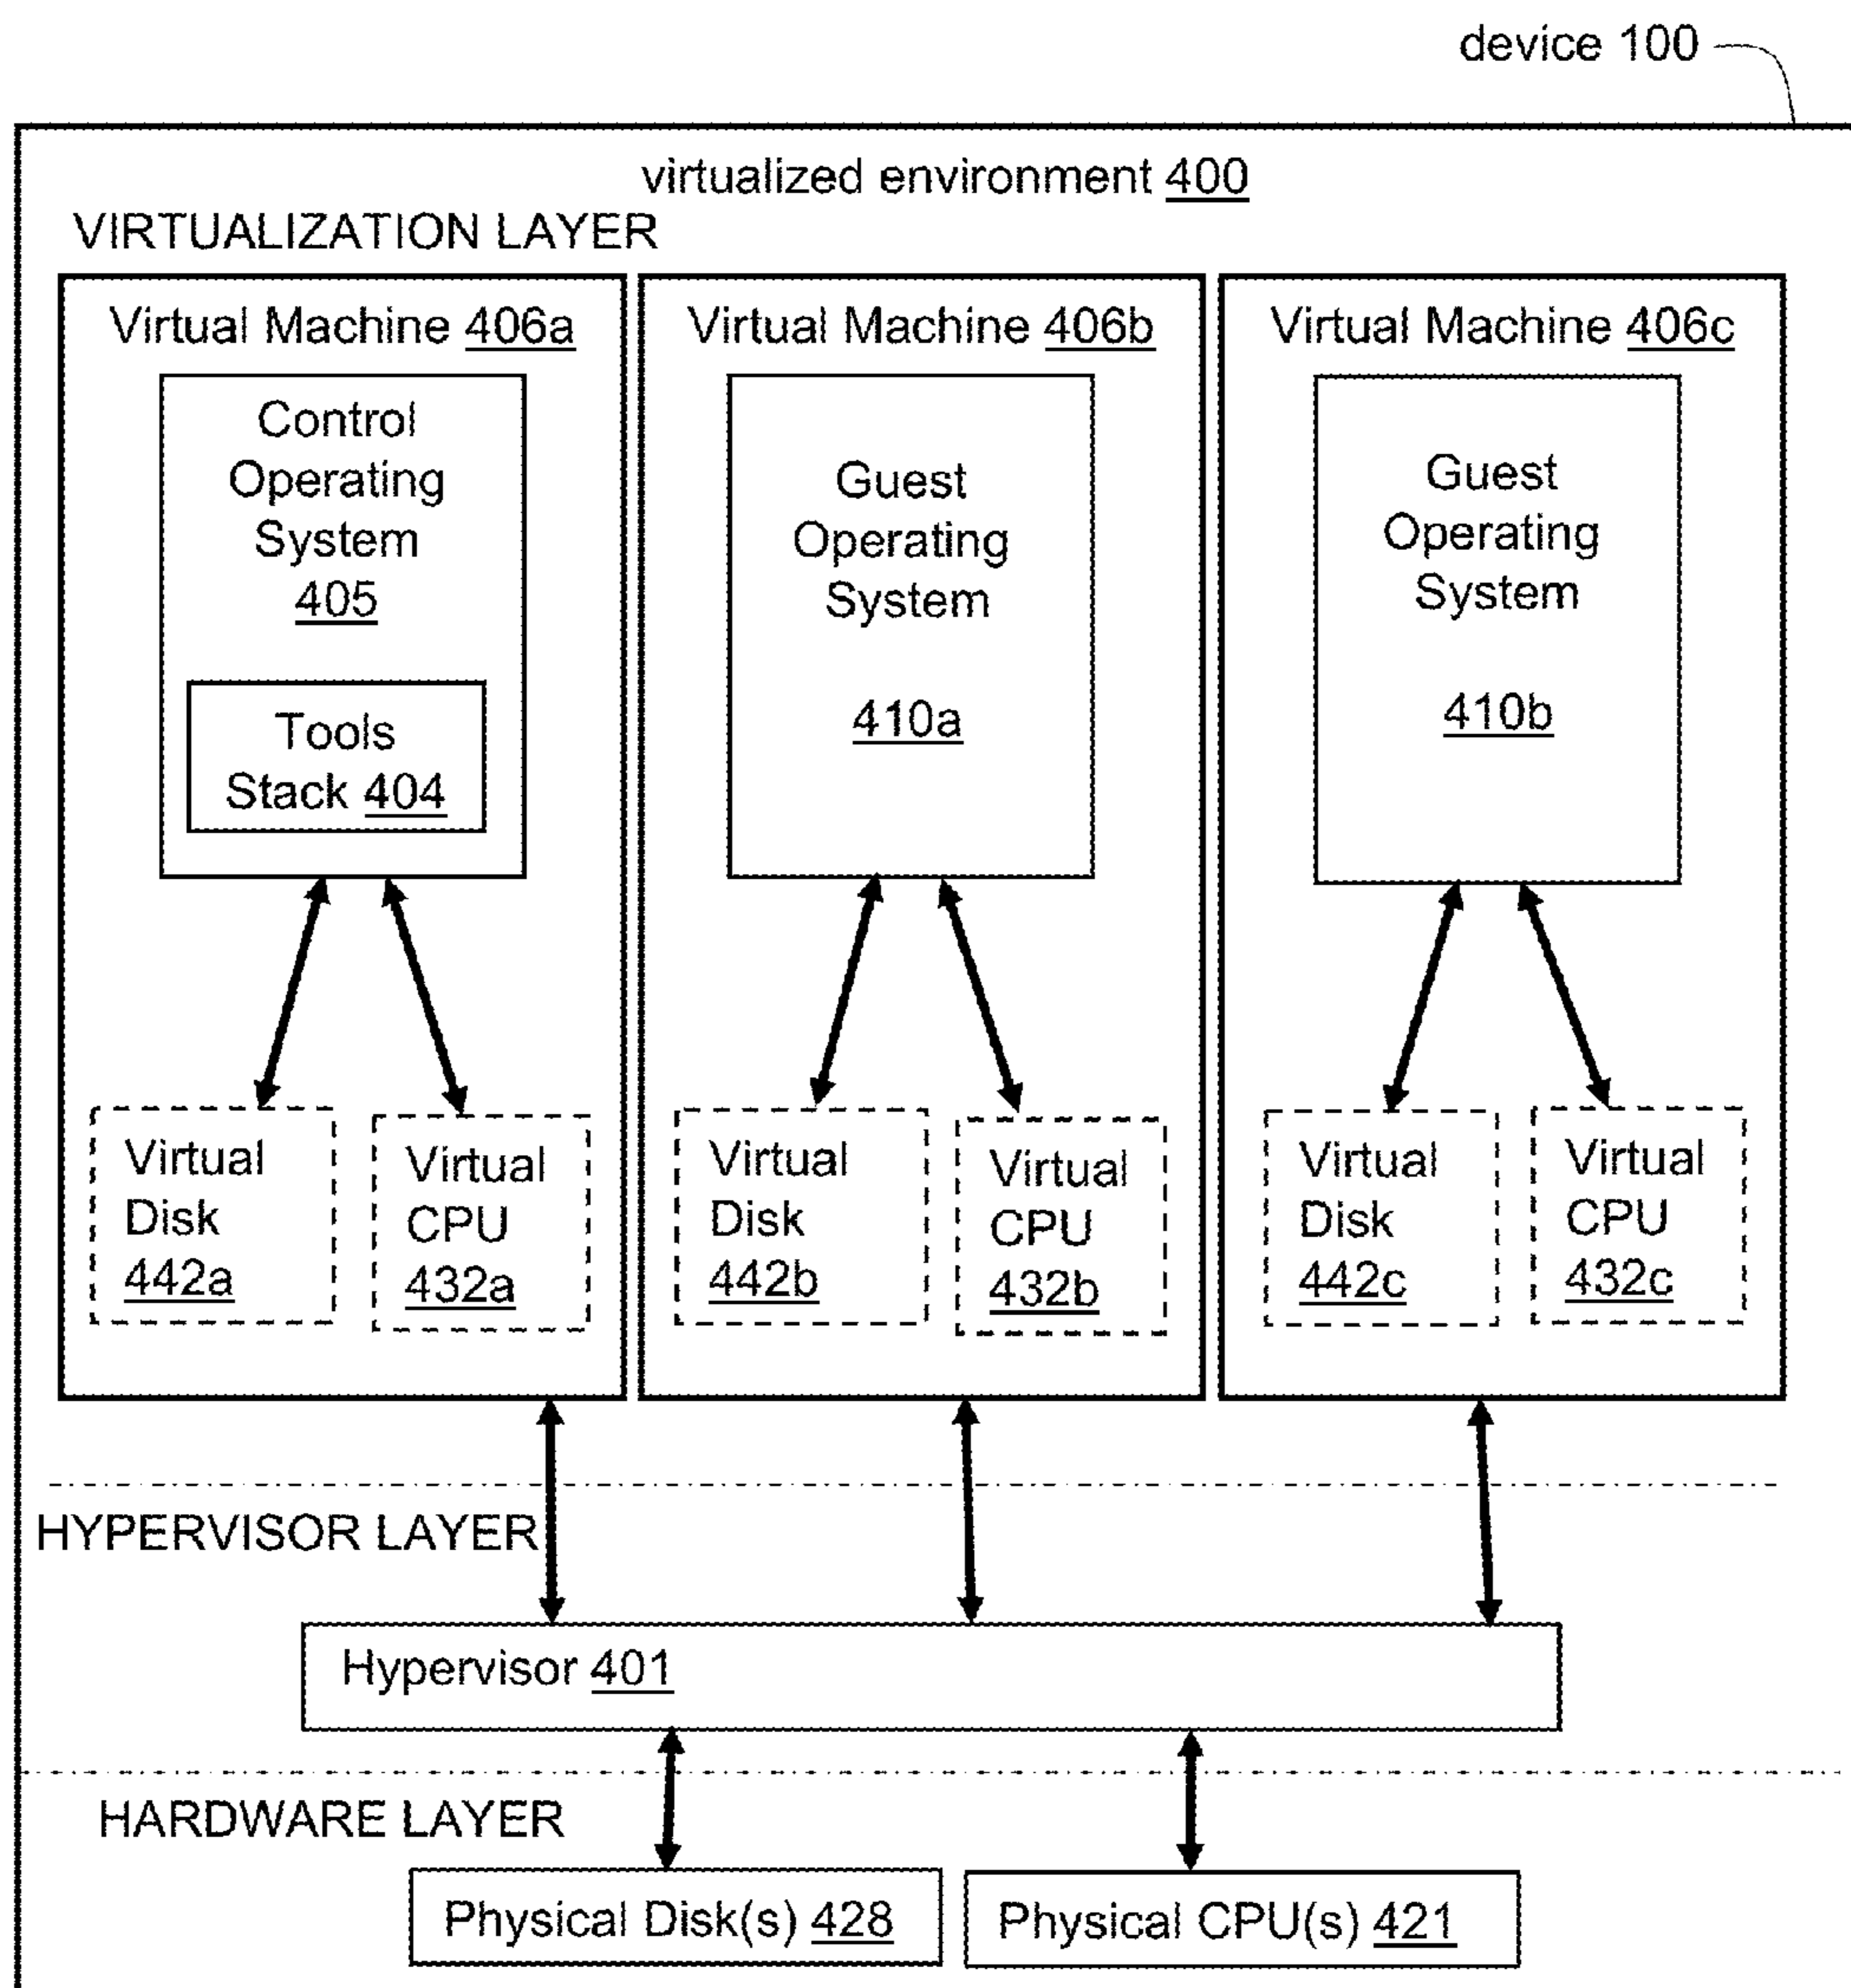 device 100
virtualized environment 400
VIRTUALIZATION LAYER
Virtual Machine 406a
Control
Operating
System
405
Tools
Stack 404
Virtual
Disk
442a
Virtual
CPU
432a
Virtual Machine 406b
Guest
Operating
System
410a
Virtual
Disk
442b
Virtual
CPU
432b
Virtual Machine 406c
Guest
Operating
System
410b
Virtual
Disk
442c
Virtual
CPU
432c
HYPERVISOR LAYER
Hypervisor 401
HARDWARE LAYER
Physical Disk(s) 428
Physical CPU(s) 421